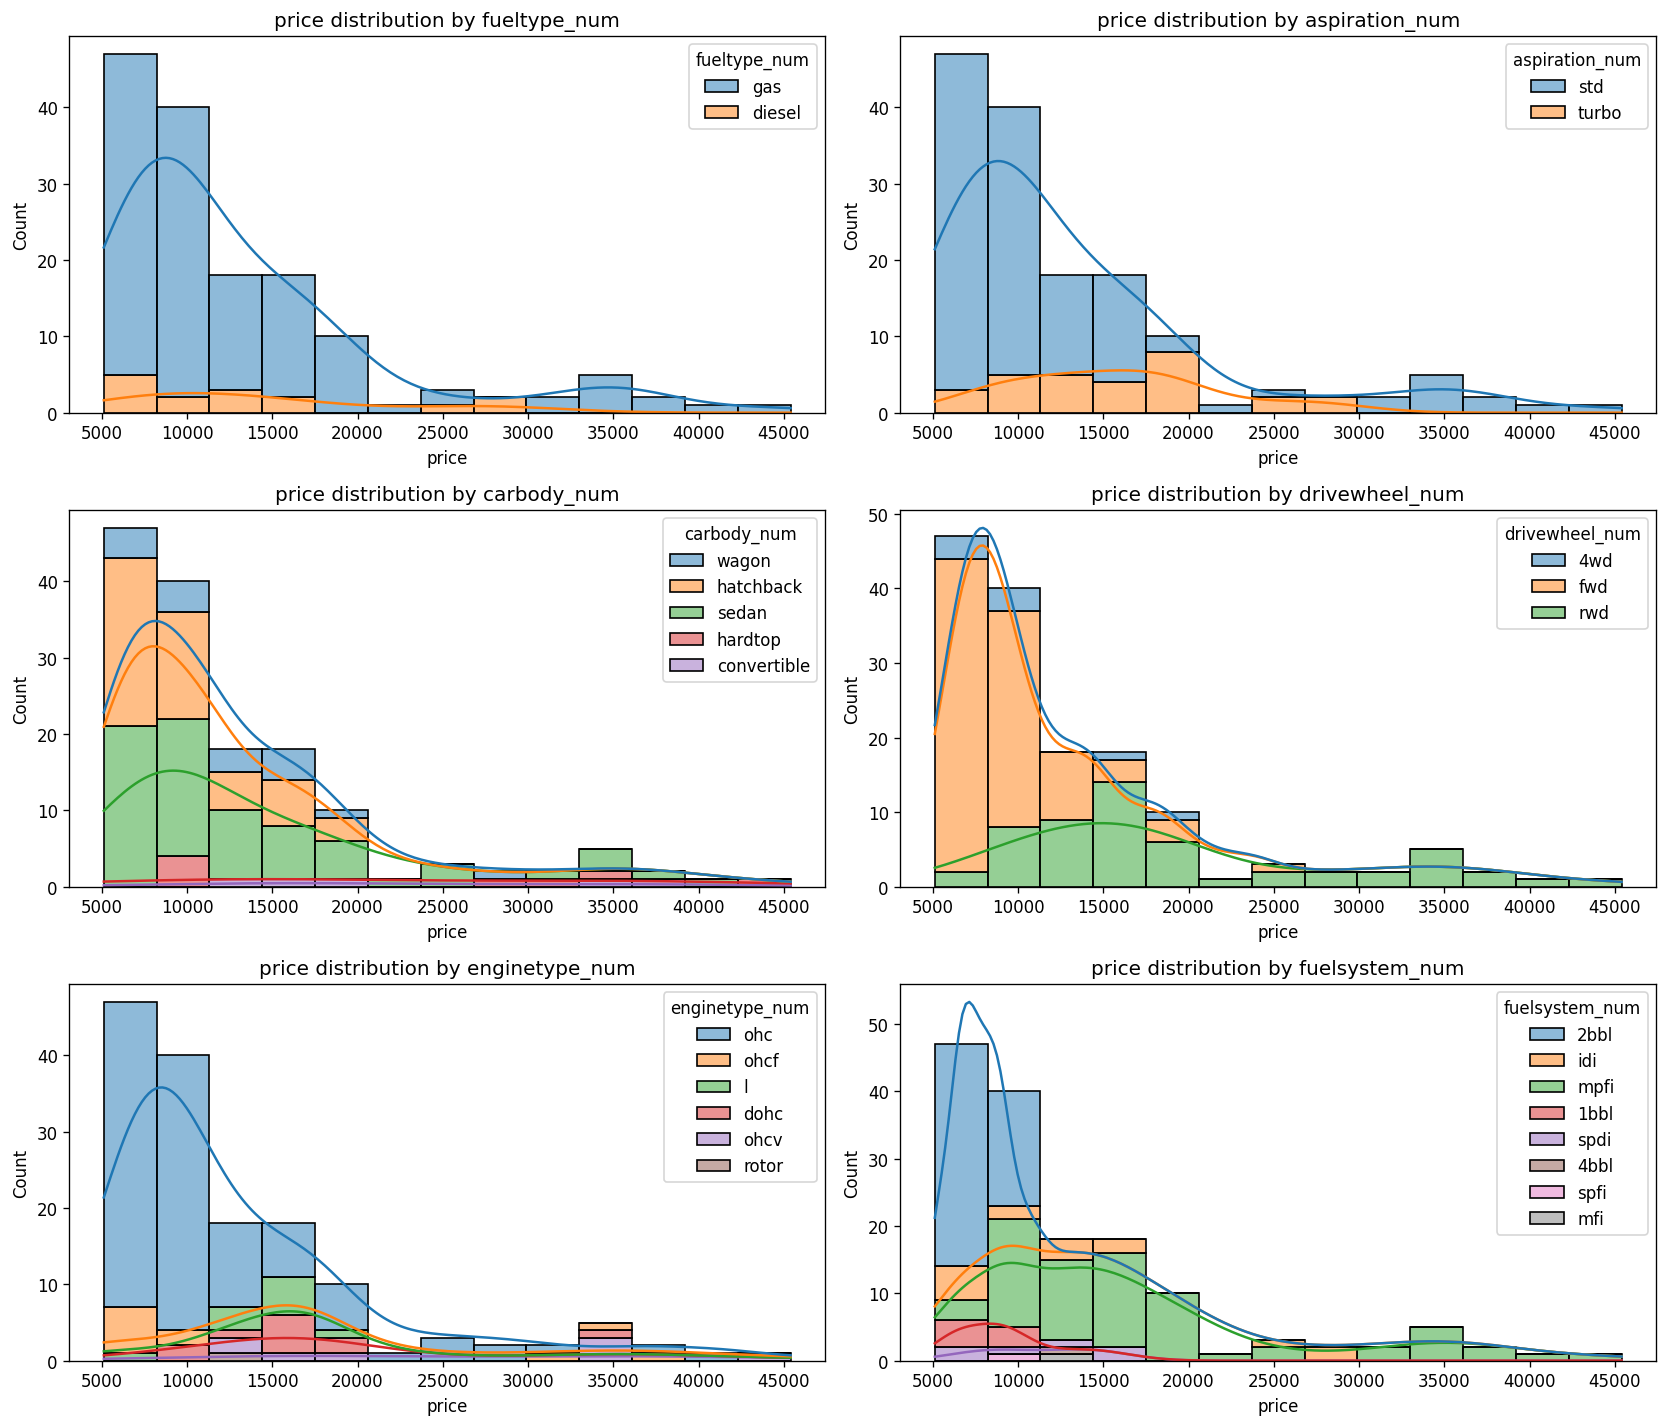 price distribution by fueltype_num
fueltype_num
gas
diesel
Count
40
30
20
10
0
5000 10000 15000 20000 25000 30000 35000 40000 45000
price
price distribution by aspiration_num
aspiration_num
std
turbo
Count
40
30
20
10
0
5000 10000 15000 20000 25000 30000 35000 40000 45000
price
price distribution by carbody_num
carbody_num
wagon
hatchback
sedan
hardtop
convertible
Count
40
30
20
10
0
5000 10000 15000 20000 25000 30000 35000 40000 45000
price
price distribution by drivewheel_num
drivewheel_num
4wd
fwd
rwd
Count
50
40
30
20
10
0
5000 10000 15000 20000 25000 30000 35000 40000 45000
price
price distribution by enginetype_num
enginetype_num
ohc
ohcf
l
dohc
ohcv
rotor
Count
40
30
20
10
0
5000 10000 15000 20000 25000 30000 35000 40000 45000
price
price distribution by fuelsystem_num
fuelsystem_num
2bbl
idi
mpfi
1bbl
spdi
4bbl
spfi
mfi
Count
50
40
30
20
10
0
5000 10000 15000 20000 25000 30000 35000 40000 45000
price